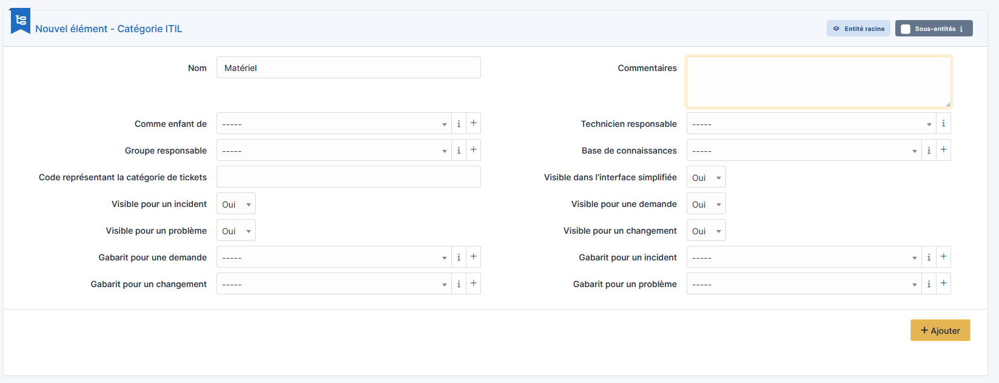 Nouvel élément - Catégorie ITIL
Entité racine
Sous-entités
Nom
Matériel
Commentaires
Comme enfant de
-----
Technicien responsable
-----
Groupe responsable
-----
Base de connaissances
-----
Code représentant la catégorie de tickets
Visible dans l'interface simplifiée
Oui
Visible pour un incident
Oui
Visible pour une demande
Oui
Visible pour un problème
Oui
Visible pour un changement
Oui
Gabarit pour une demande
-----
Gabarit pour un incident
-----
Gabarit pour un changement
-----
Gabarit pour un problème
-----
+ Ajouter